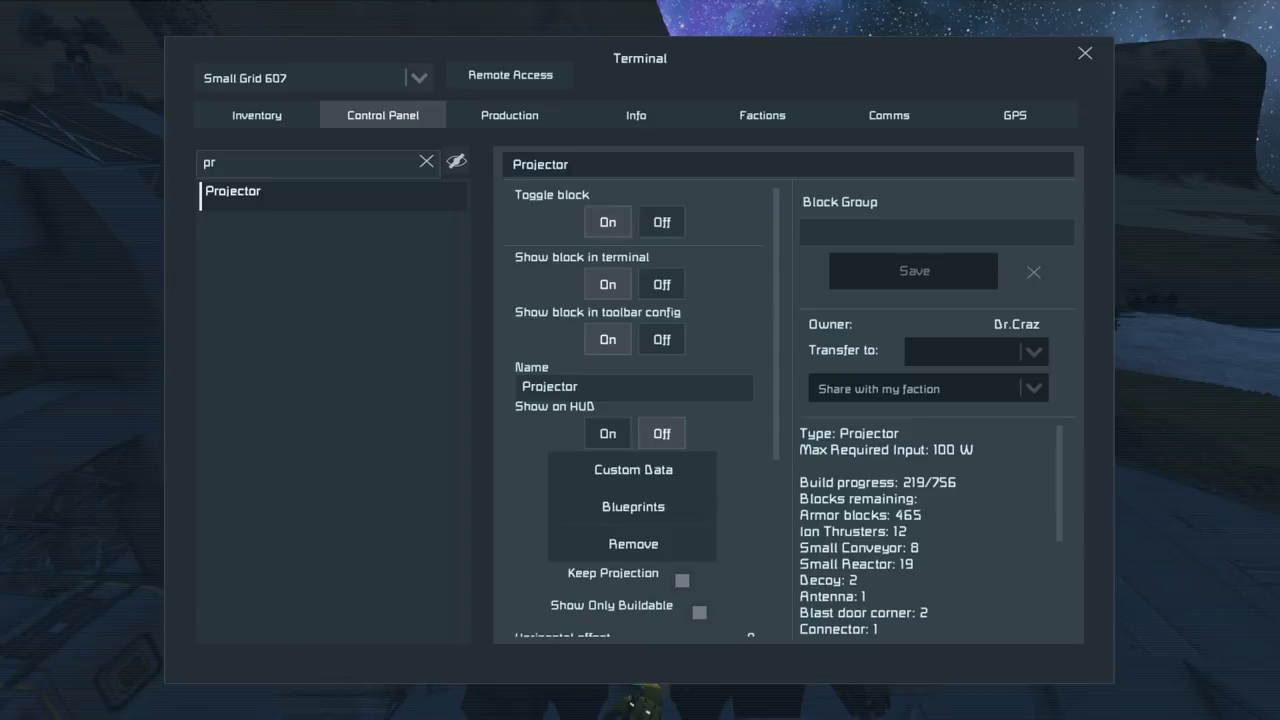 Terminal
Small Grid 607
Remote Access
Inventory
Control Panel
Production
Info
Factions
Comms
GPS
pr
Projector
Projector
Toggle block
On Off
Show block in terminal
On Off
Show block in toolbar config
On Off
Name
Projector
Show on HUD
On Off
Custom Data
Blueprints
Remove
Keep Projection
Show Only Buildable
Horizontal offset
Block Group
Save
Owner: Dr.Craz
Transfer to:
Share with my faction
Type: Projector
Max Required Input: 100 W
Build progress: 219/756
Blocks remaining:
Armor blocks: 465
Ion Thrusters: 12
Small Conveyor: 8
Small Reactor: 19
Decoy: 2
Antenna: 1
Blast door corner: 2
Connector: 1